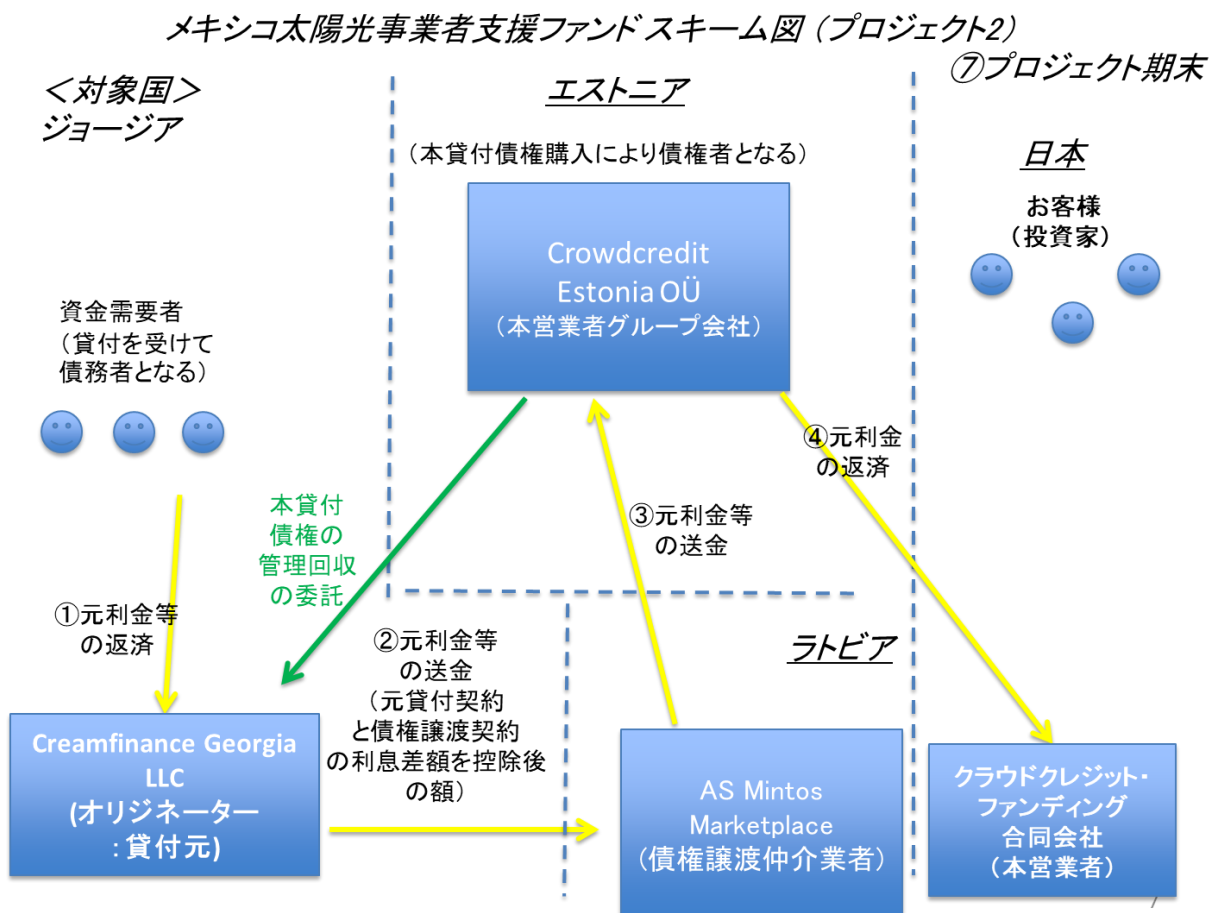 メキシコ太陽光事業者支援ファンド スキーム図（プロジェクト2）
⑦プロジェクト期末
＜対象国＞
ジョージア
エストニア
（本貸付債権購入により債権者となる）
日本
お客様
（投資家）
Crowdcredit
Estonia OÜ
（本営業者グループ会社）
資金需要者
（貸付を受けて
債務者となる）
④元利金
の返済
本貸付
債権の
管理回収
の委託
③元利金等
の送金
①元利金等
の返済
②元利金等
の送金
（元貸付契約
と債権譲渡契約
の利息差額を控除後
の額）
ラトビア
Creamfinance Georgia
LLC
(オリジネーター
：貸付元)
AS Mintos
Marketplace
（債権譲渡仲介業者）
クラウドクレジット・
ファンディング
合同会社
（本営業者）
7